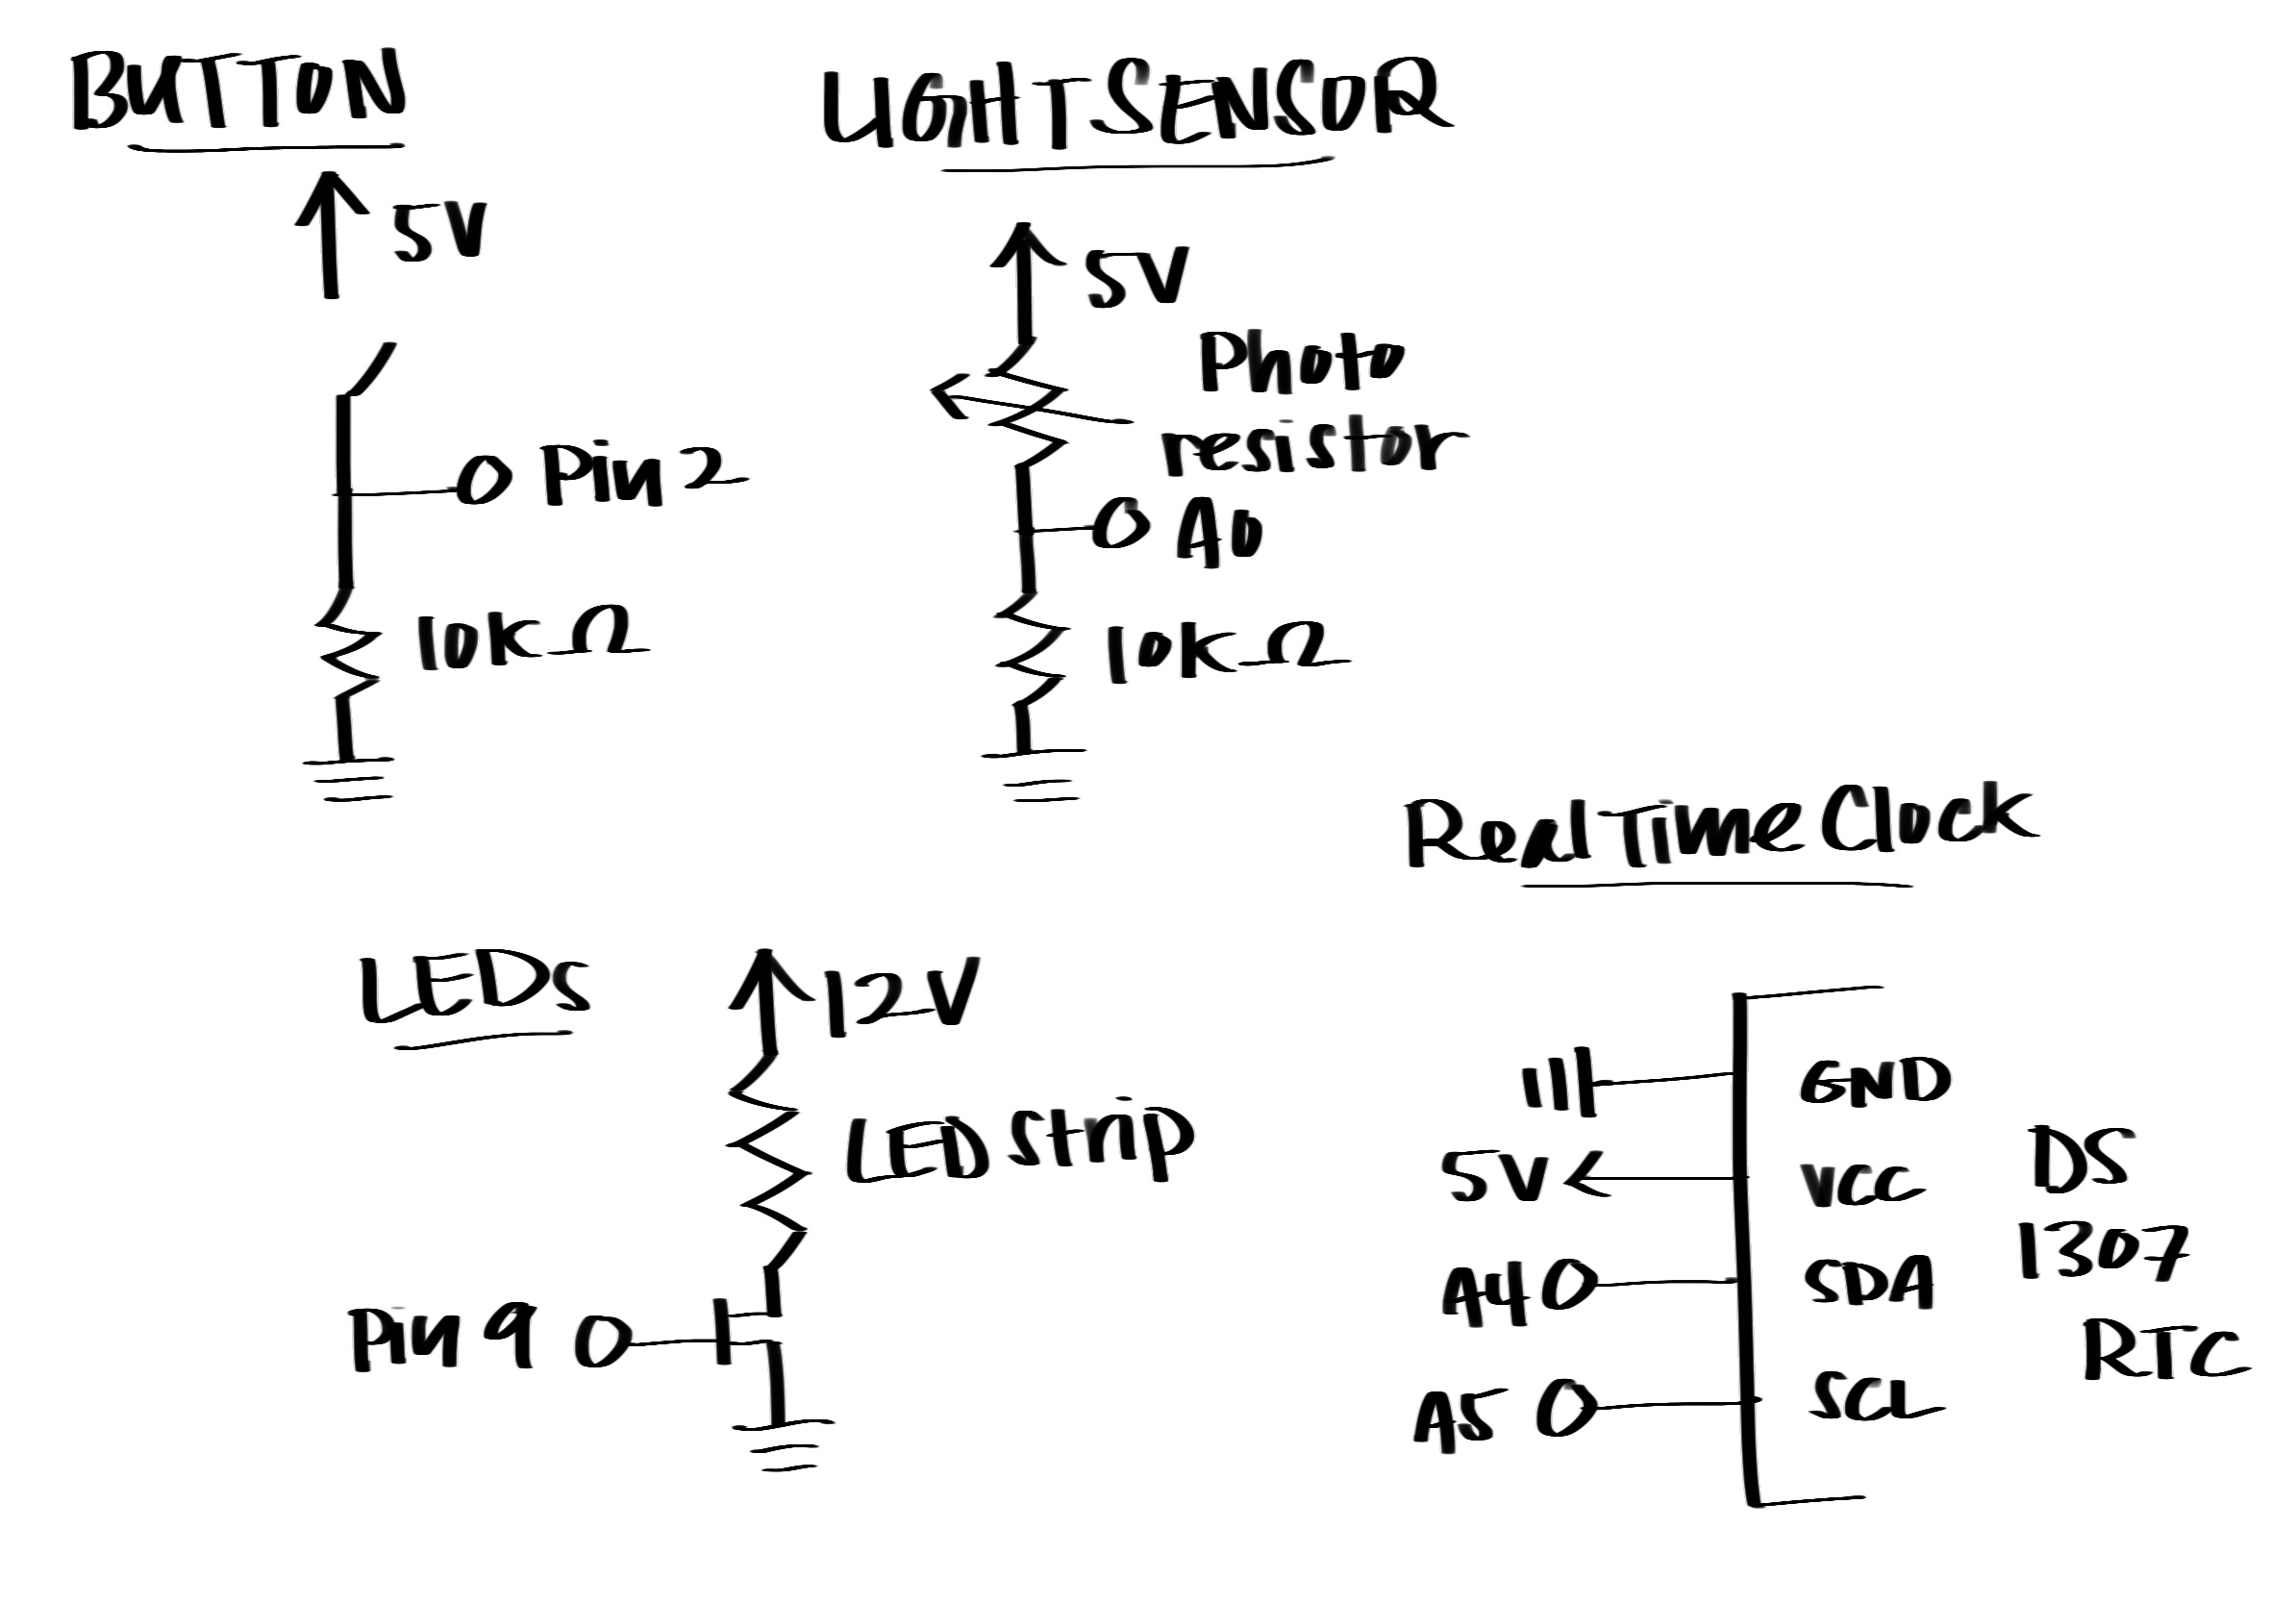 BUTTON
5V
Pin 2
10K Ω
LIGHT SENSOR
5V
Photo
resistor
A0
10K Ω
LEDS
12V
LED Strip
Pin 9
Real Time Clock
GND
5V
VCC
A4
SDA
A5
SCL
DS
1307
RTC